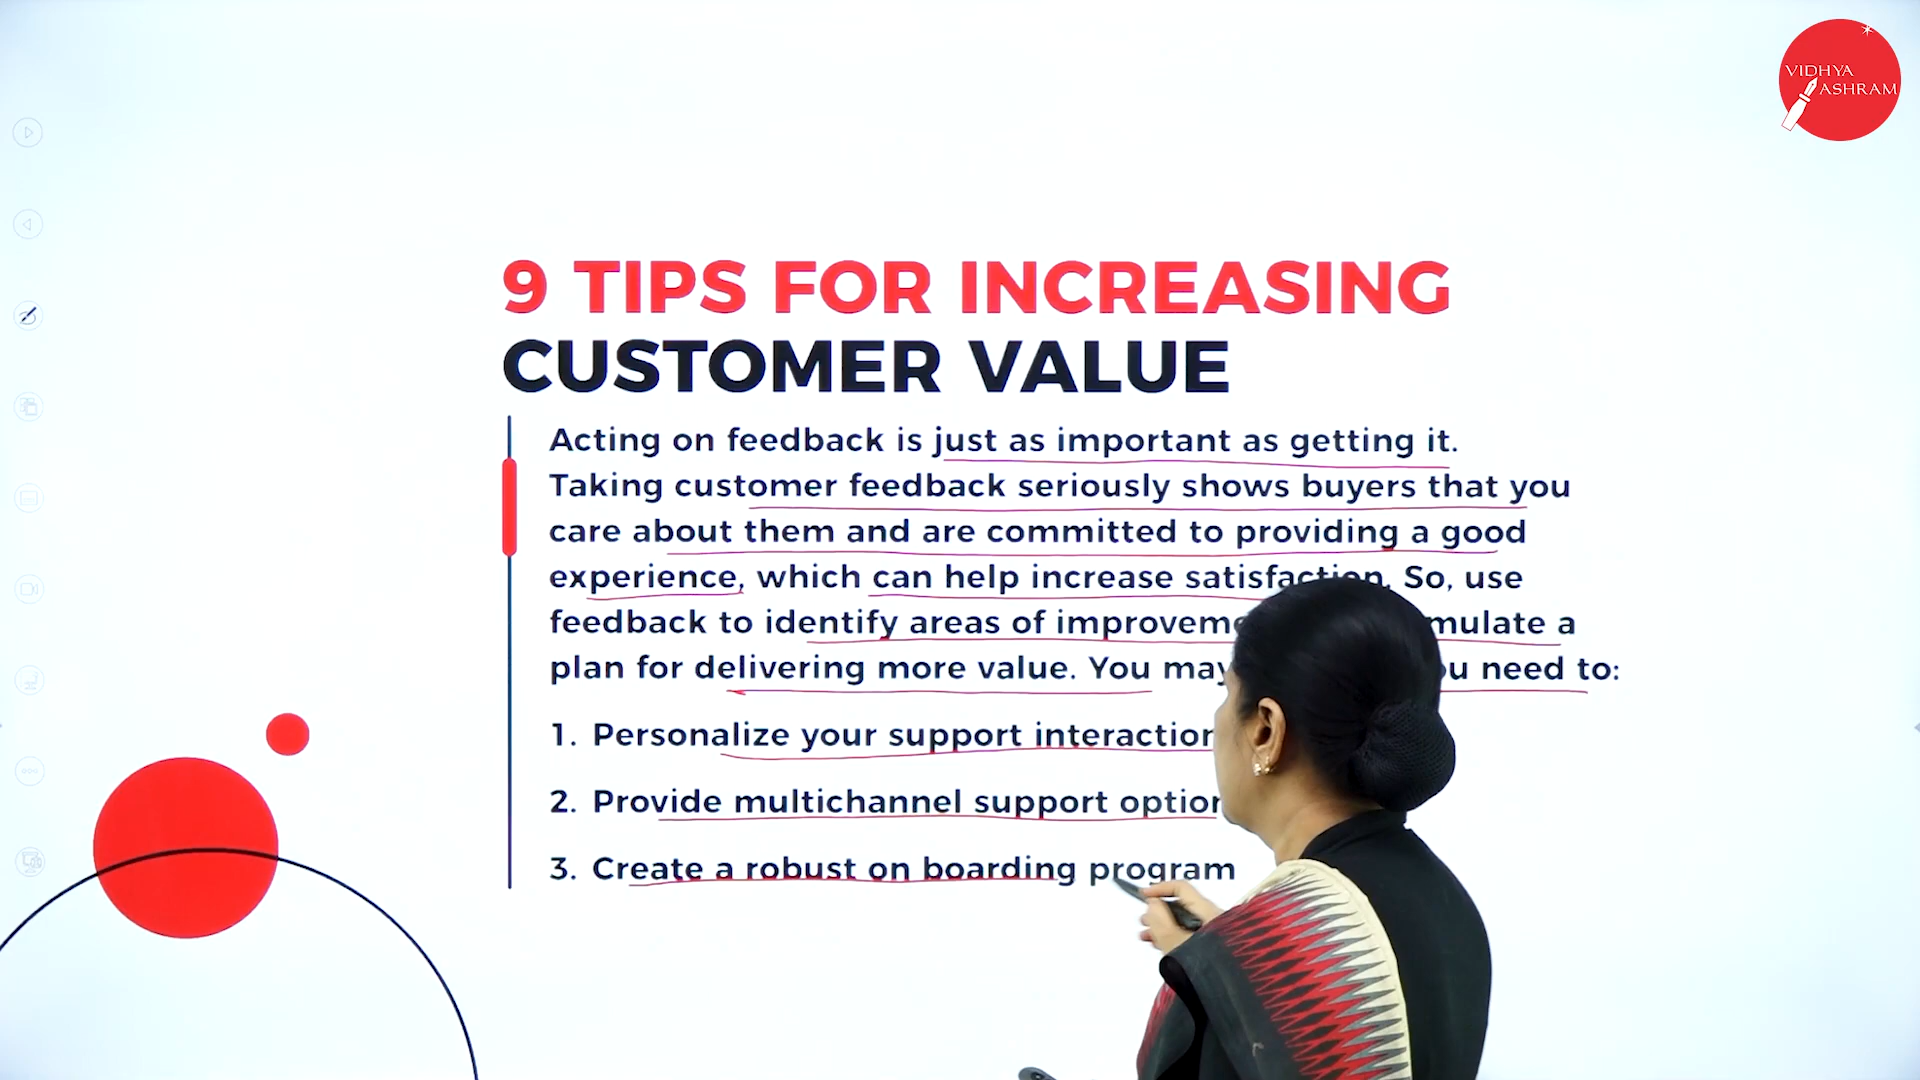 VIDHYA
ASHRAM
9 TIPS FOR INCREASING
CUSTOMER VALUE
Acting on feedback is just as important as getting it.
Taking customer feedback seriously shows buyers that you
care about them and are committed to providing a good
experience, which can help increase satisfaction. So, use
feedback to identify areas of a
plan for delivering more value. You may need to:
1. Personalize your support
2. Provide multichannel support
3. Create a robust on boarding program